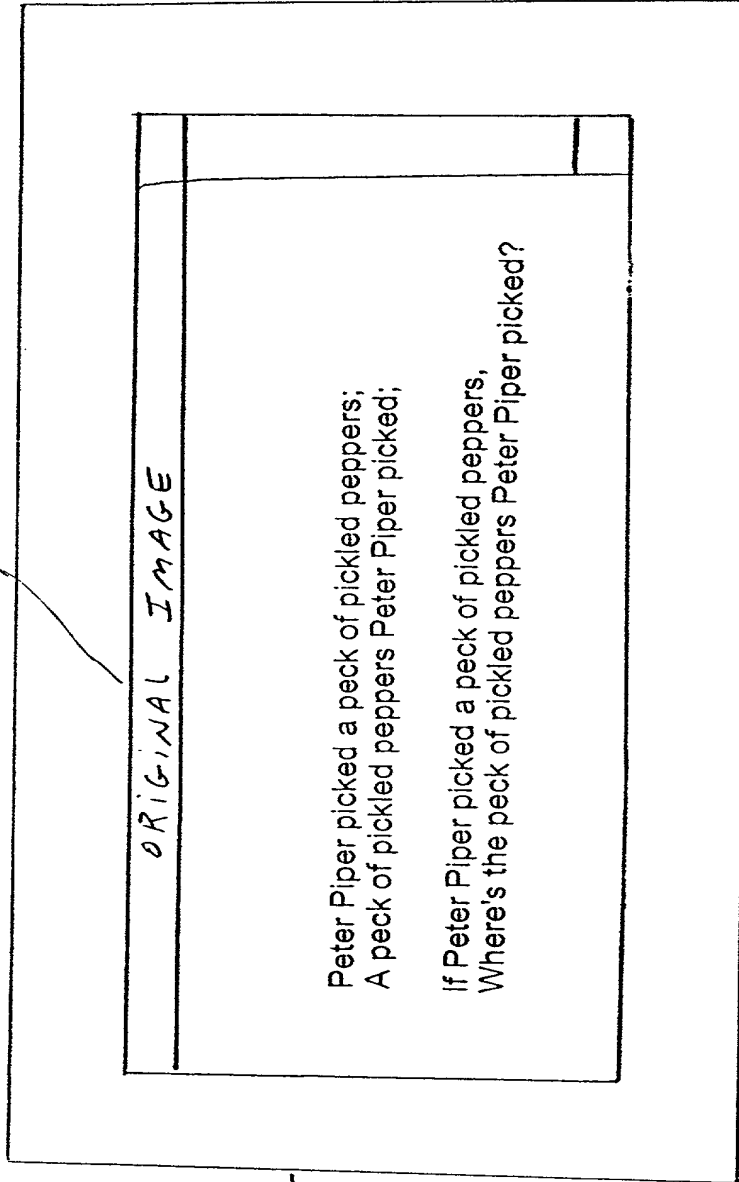 ORIGINAL IMAGE
Peter Piper picked a peck of pickled peppers;
A peck of pickled peppers Peter Piper picked;
If Peter Piper picked a peck of pickled peppers,
Where's the peck of pickled peppers Peter Piper picked?